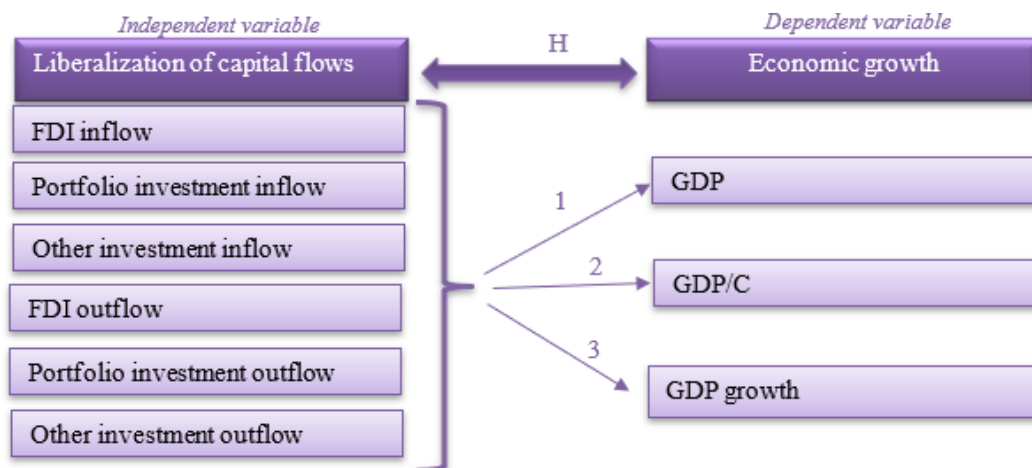 Independent variable
Dependent variable
Liberalization of capital flows
H
Economic growth
FDI inflow
Portfolio investment inflow
Other investment inflow
FDI outflow
Portfolio investment outflow
Other investment outflow
1
2
3
GDP
GDP/C
GDP growth